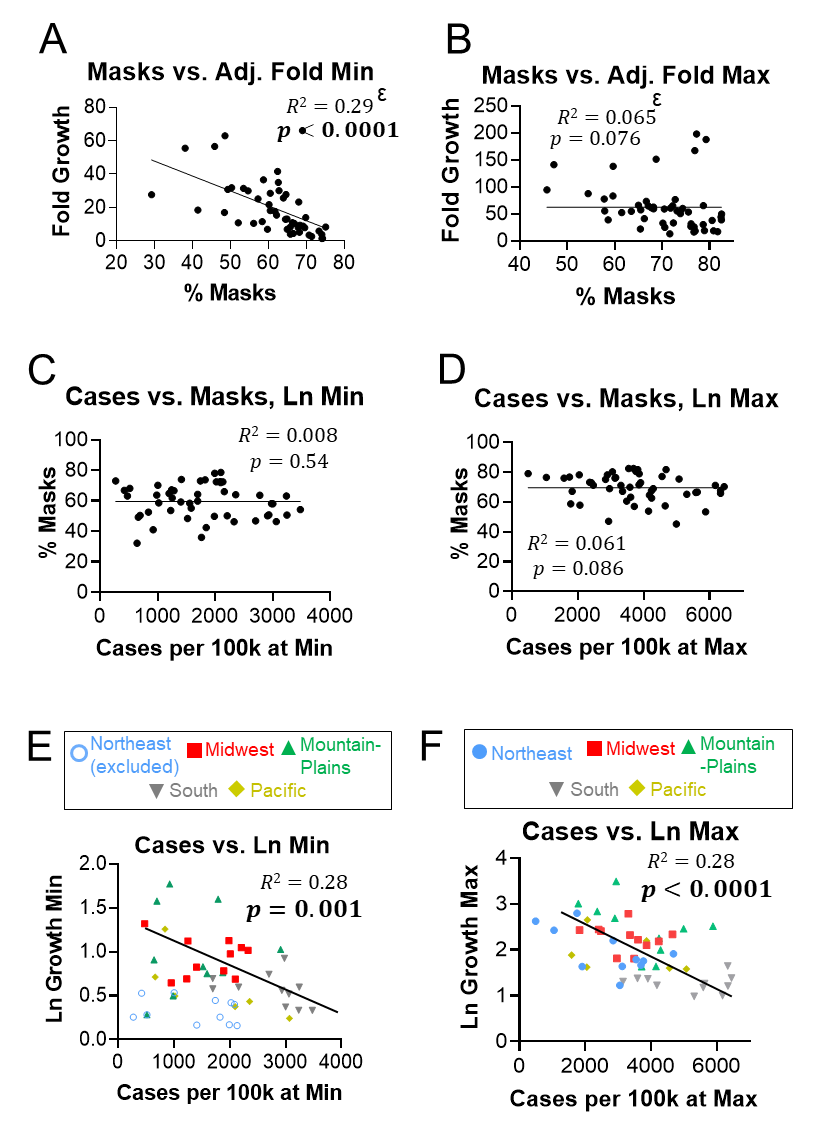 A
Masks vs. Adj. Fold Min
ε
R² = 0.29
p < 0.0001
Fold Growth
80
60
40
20
0
20 30 40 50 60 70 80
% Masks
B
Masks vs. Adj. Fold Max
ε
R² = 0.065
p = 0.076
Fold Growth
250
200
150
100
50
0
40 50 60 70 80
% Masks
C
Cases vs. Masks, Ln Min
R² = 0.008
p = 0.54
% Masks
100
80
60
40
20
0
0 1000 2000 3000 4000
Cases per 100k at Min
D
Cases vs. Masks, Ln Max
% Masks
100
80
60
40
20
0
R² = 0.061
p = 0.086
0 2000 4000 6000
Cases per 100k at Max
E
Northeast
(excluded)
Midwest
Mountain-
Plains
South
Pacific
Cases vs. Ln Min
R² = 0.28
p = 0.001
Ln Growth Min
2.0
1.5
1.0
0.5
0.0
0 1000 2000 3000 4000
Cases per 100k at Min
F
Northeast
Midwest
Mountain
-Plains
South
Pacific
Cases vs. Ln Max
R² = 0.28
p < 0.0001
Ln Growth Max
4
3
2
1
0
0 2000 4000 6000
Cases per 100k at Max